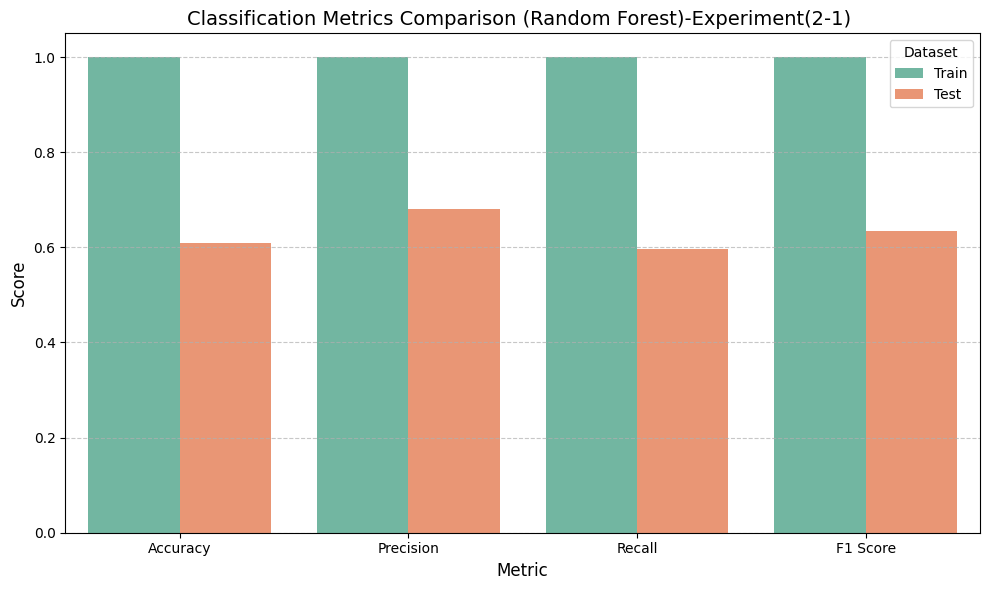 Classification Metrics Comparison (Random Forest)-Experiment(2-1)
Dataset
Train
Test
Score
1.0
0.8
0.6
0.4
0.2
0.0
Accuracy
Precision
Recall
F1 Score
Metric